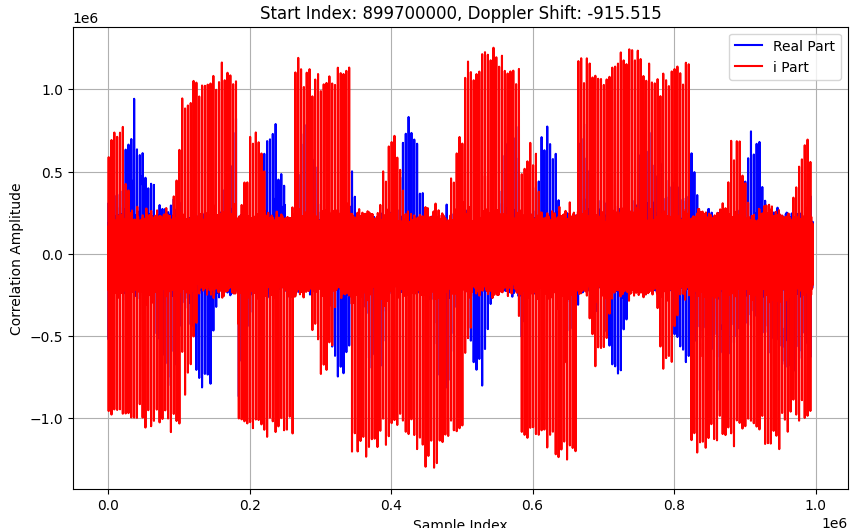 Start Index: 899700000, Doppler Shift: -915.515
1e6
Real Part
i Part
1.0
0.5
0.0
-0.5
-1.0
Correlation Amplitude
0.0 0.2 0.4 0.6 0.8 1.0
1e6
Sample Index